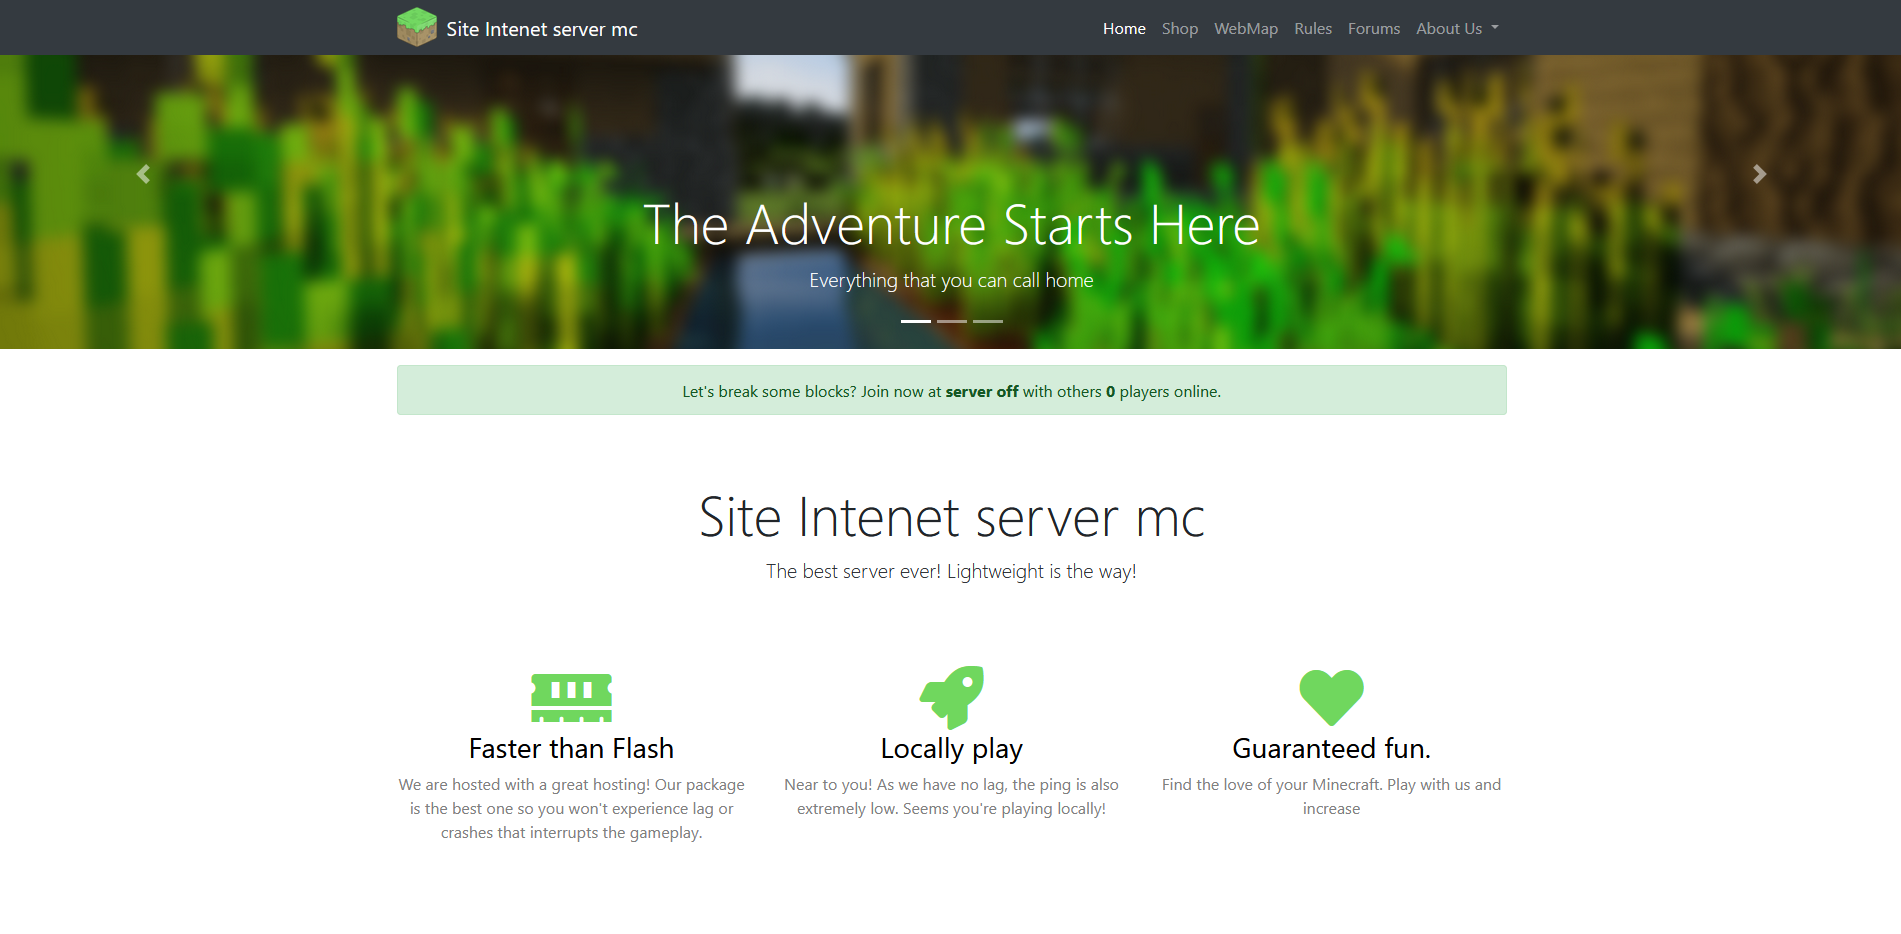 Site Intenet server mc
Home Shop WebMap Rules Forums About Us
The Adventure Starts Here
Everything that you can call home
Let's break some blocks? Join now at server off with others 0 players online.
Site Intenet server mc
The best server ever! Lightweight is the way!
Faster than Flash
We are hosted with a great hosting! Our package
is the best one so you won't experience lag or
crashes that interrupts the gameplay.
Locally play
Near to you! As we have no lag, the ping is also
extremely low. Seems you're playing locally!
Guaranteed fun.
Find the love of your Minecraft. Play with us and
increase